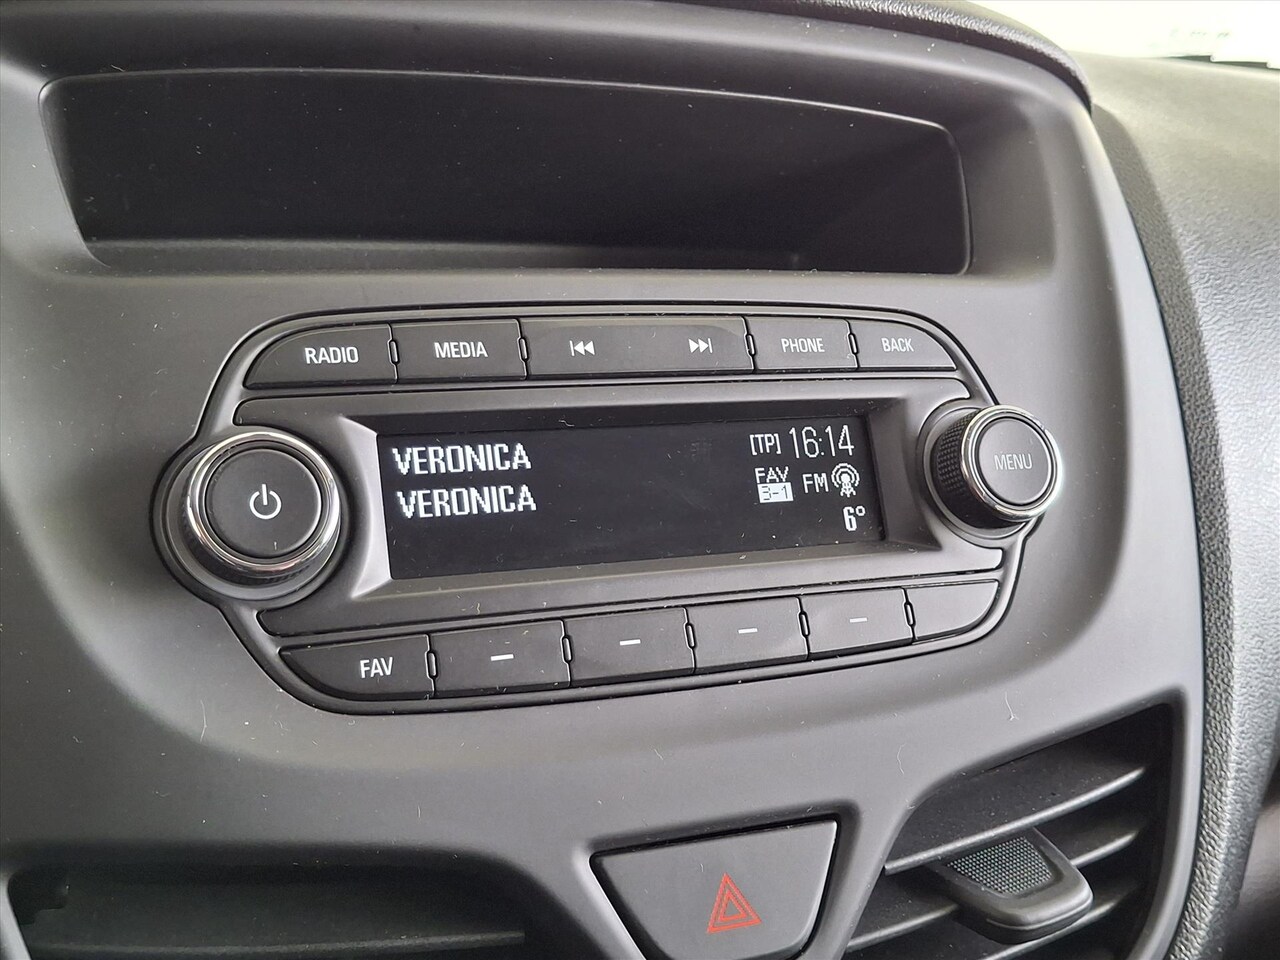 RADIO MEDIA PHONE BACK
VERONICA [TP] 16:14
VERONICA FAV FM
3-1
6°
MENU
FAV